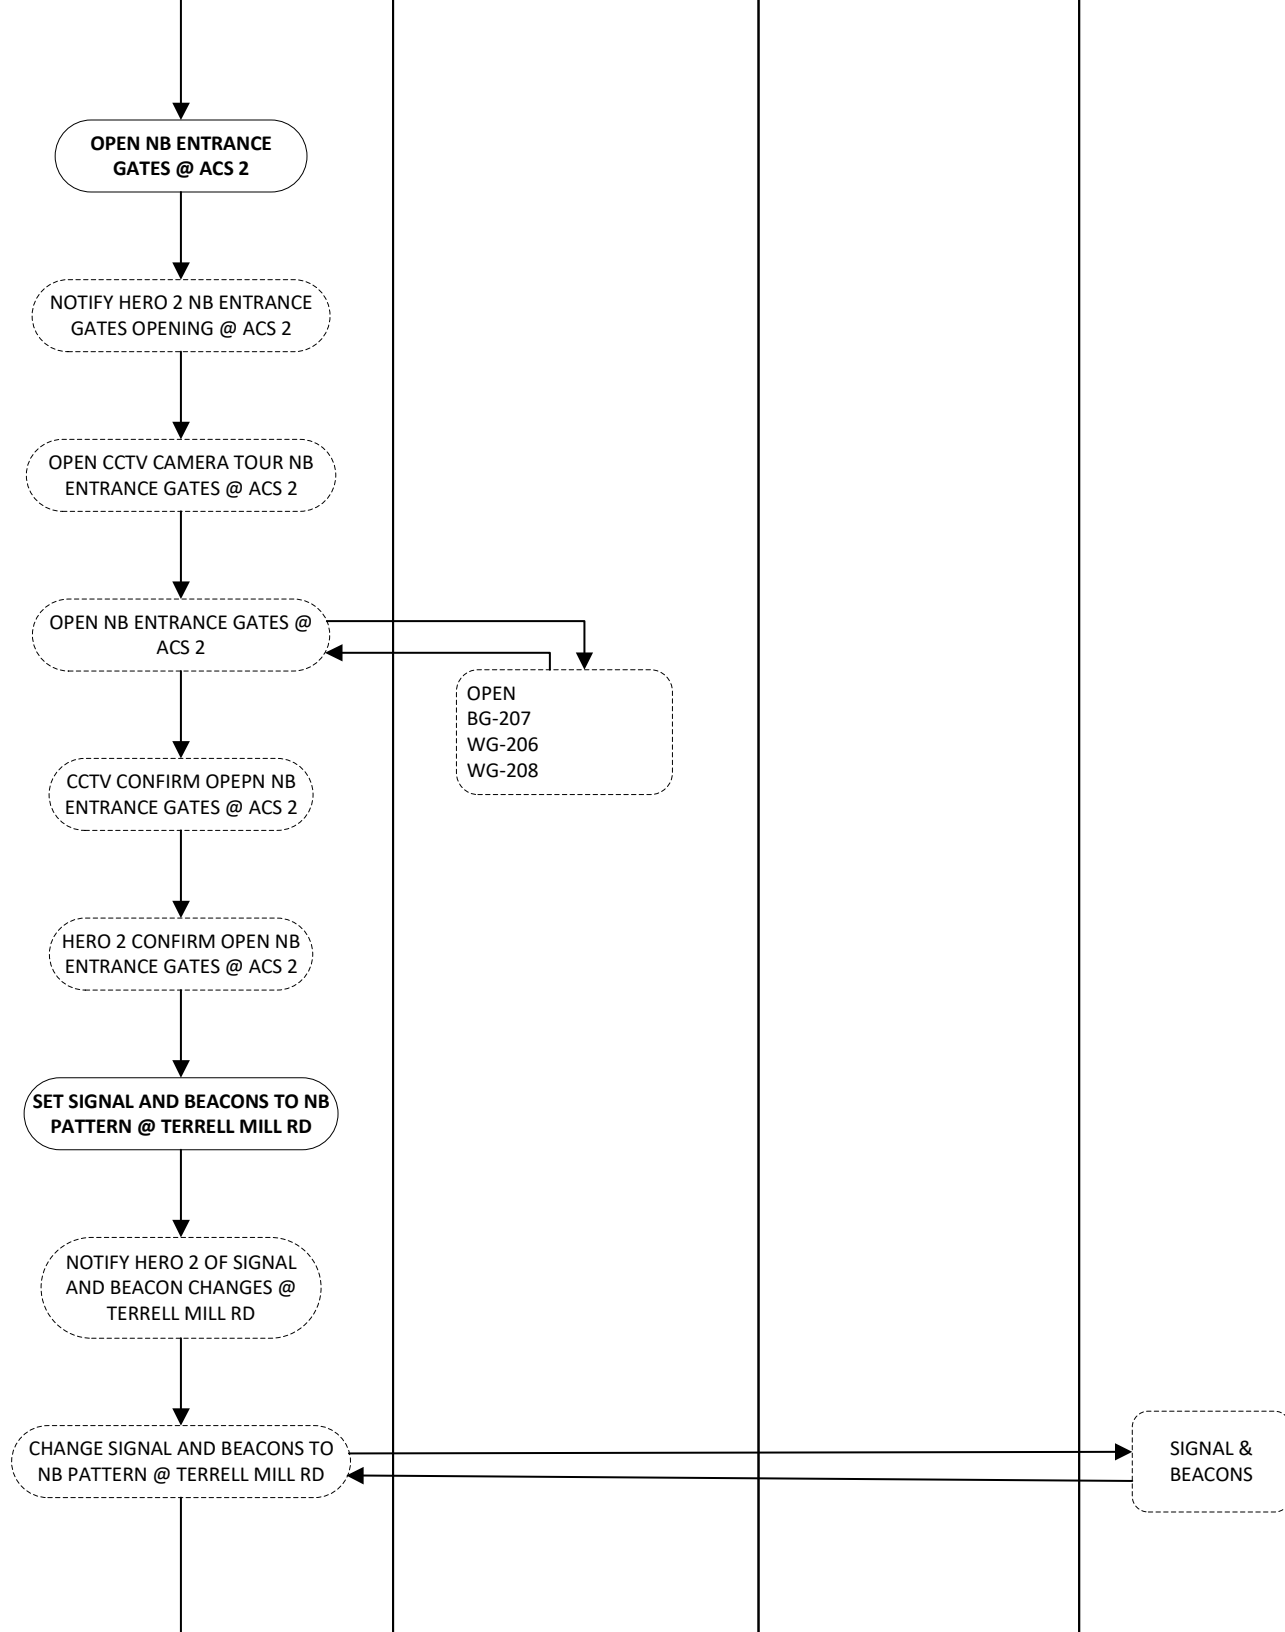 OPEN NB ENTRANCE
GATES @ ACS 2
NOTIFY HERO 2 NB ENTRANCE
GATES OPENING @ ACS 2
OPEN CCTV CAMERA TOUR NB
ENTRANCE GATES @ ACS 2
OPEN NB ENTRANCE GATES @
ACS 2
OPEN
BG-207
WG-206
WG-208
CCTV CONFIRM OPEPN NB
ENTRANCE GATES @ ACS 2
HERO 2 CONFIRM OPEN NB
ENTRANCE GATES @ ACS 2
SET SIGNAL AND BEACONS TO NB
PATTERN @ TERRELL MILL RD
NOTIFY HERO 2 OF SIGNAL
AND BEACON CHANGES @
TERRELL MILL RD
CHANGE SIGNAL AND BEACONS TO
NB PATTERN @ TERRELL MILL RD
SIGNAL &
BEACONS